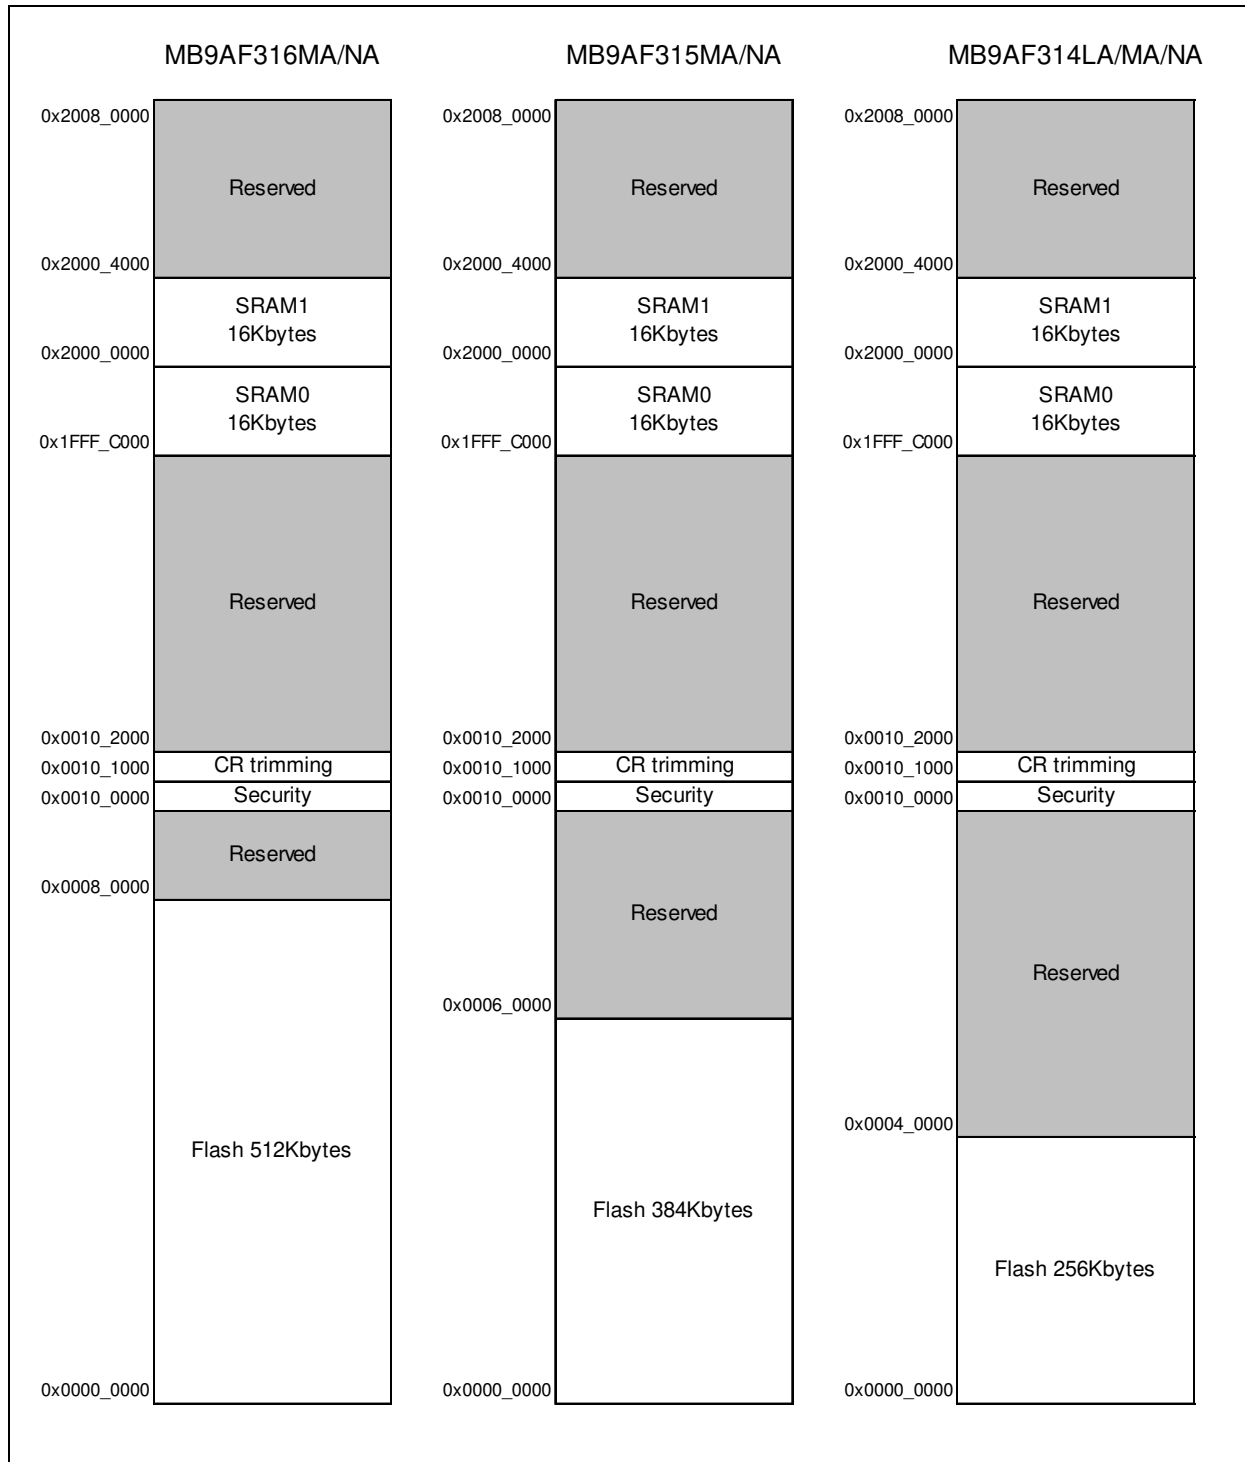 MB9AF316MA/NA
0x2008_0000
Reserved
0x2000_4000
SRAM1
16Kbytes
0x2000_0000
SRAM0
16Kbytes
0x1FFF_C000
Reserved
0x0010_2000
CR trimming
0x0010_1000
Security
0x0010_0000
Reserved
0x0008_0000
Flash 512Kbytes
0x0000_0000
MB9AF315MA/NA
0x2008_0000
Reserved
0x2000_4000
SRAM1
16Kbytes
0x2000_0000
SRAM0
16Kbytes
0x1FFF_C000
Reserved
0x0010_2000
CR trimming
0x0010_1000
Security
0x0010_0000
Reserved
0x0006_0000
Flash 384Kbytes
0x0000_0000
MB9AF314LA/MA/NA
0x2008_0000
Reserved
0x2000_4000
SRAM1
16Kbytes
0x2000_0000
SRAM0
16Kbytes
0x1FFF_C000
Reserved
0x0010_2000
CR trimming
0x0010_1000
Security
0x0010_0000
Reserved
0x0004_0000
Flash 256Kbytes
0x0000_0000